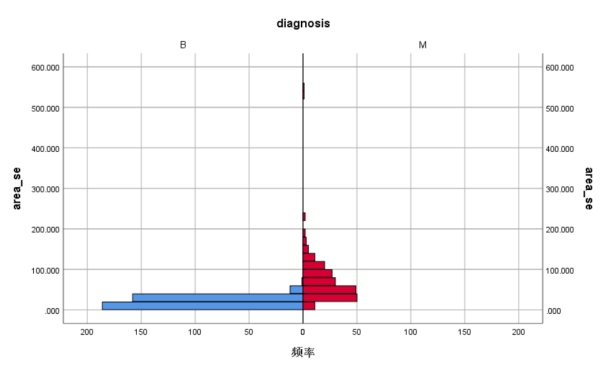 diagnosis
B M
600.000 600.000
500.000 500.000
400.000 400.000
300.000 300.000
200.000 200.000
100.000 100.000
.000 .000
area_se area_se
200 150 100 50 0 50 100 150 200
频率